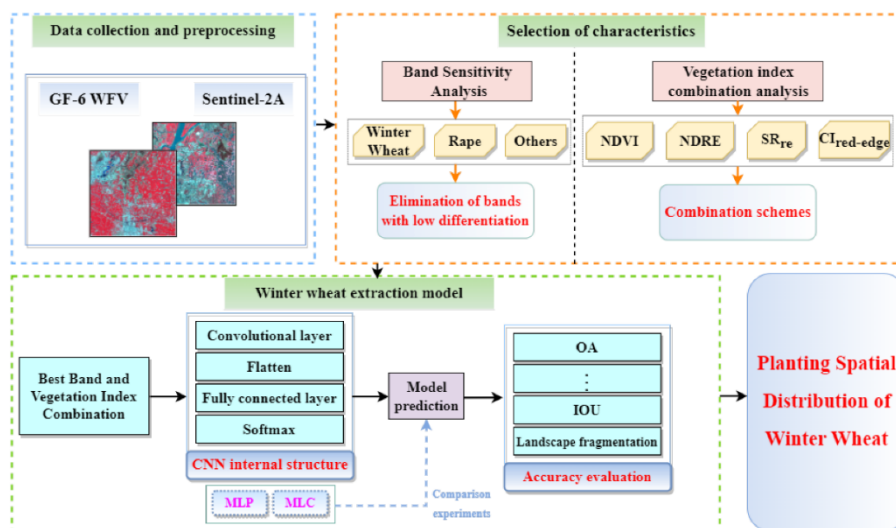 Data collection and preprocessing
GF-6 WFV
Sentinel-2A
Selection of characteristics
Band Sensitivity
Analysis
Winter
Wheat
Rape
Others
Elimination of bands
with low differentiation
Vegetation index
combination analysis
NDVI
NDRE
SRre
CIred-edge
Combination schemes
Winter wheat extraction model
Best Band and
Vegetation Index
Combination
Convolutional layer
Flatten
Fully connected layer
Softmax
CNN internal structure
MLP
MLC
Comparison
experiments
Model
prediction
OA
⋮
IOU
Landscape fragmentation
Accuracy evaluation
Planting Spatial
Distribution of
Winter Wheat